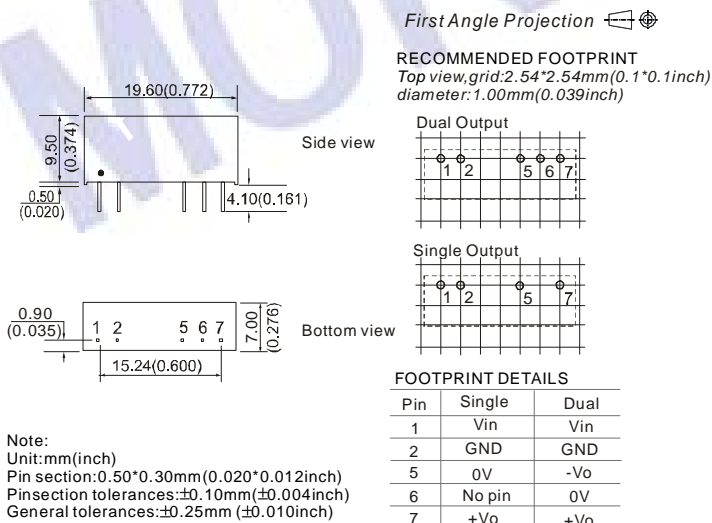 First Angle Projection
RECOMMENDED FOOTPRINT
Top view,grid:2.54*2.54mm(0.1*0.1inch)
diameter:1.00mm(0.039inch)
Dual Output
1 2 5 6 7
Single Output
1 2 5 7
19.60(0.772)
9.50
(0.374)
0.50
(0.020)
4.10(0.161)
Side view
0.90
(0.035)
1 2 5 6 7
7.00
(0.276)
15.24(0.600)
Bottom view
FOOTPRINT DETAILS
Pin Single Dual
1 Vin Vin
2 GND GND
5 0V -Vo
6 No pin 0V
7 +Vo +Vo
Note:
Unit:mm(inch)
Pin section:0.50*0.30mm(0.020*0.012inch)
Pinsection tolerances:±0.10mm(±0.004inch)
General tolerances:±0.25mm (±0.010inch)